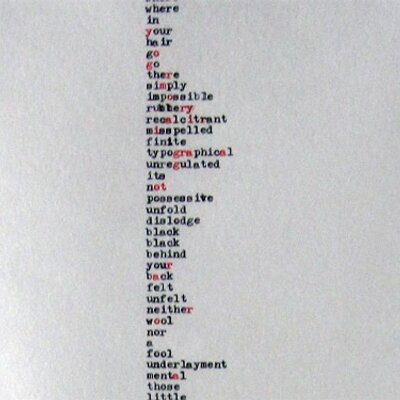 where
in
your
hair
go
go
there
simply
impossible
rubbery
recalcitrant
misspelled
finite
typographical
unregulated
its
not
possessive
unfold
dislodge
black
black
behind
your
back
felt
unfelt
neither
wool
nor
a
fool
underlayment
mental
those
little